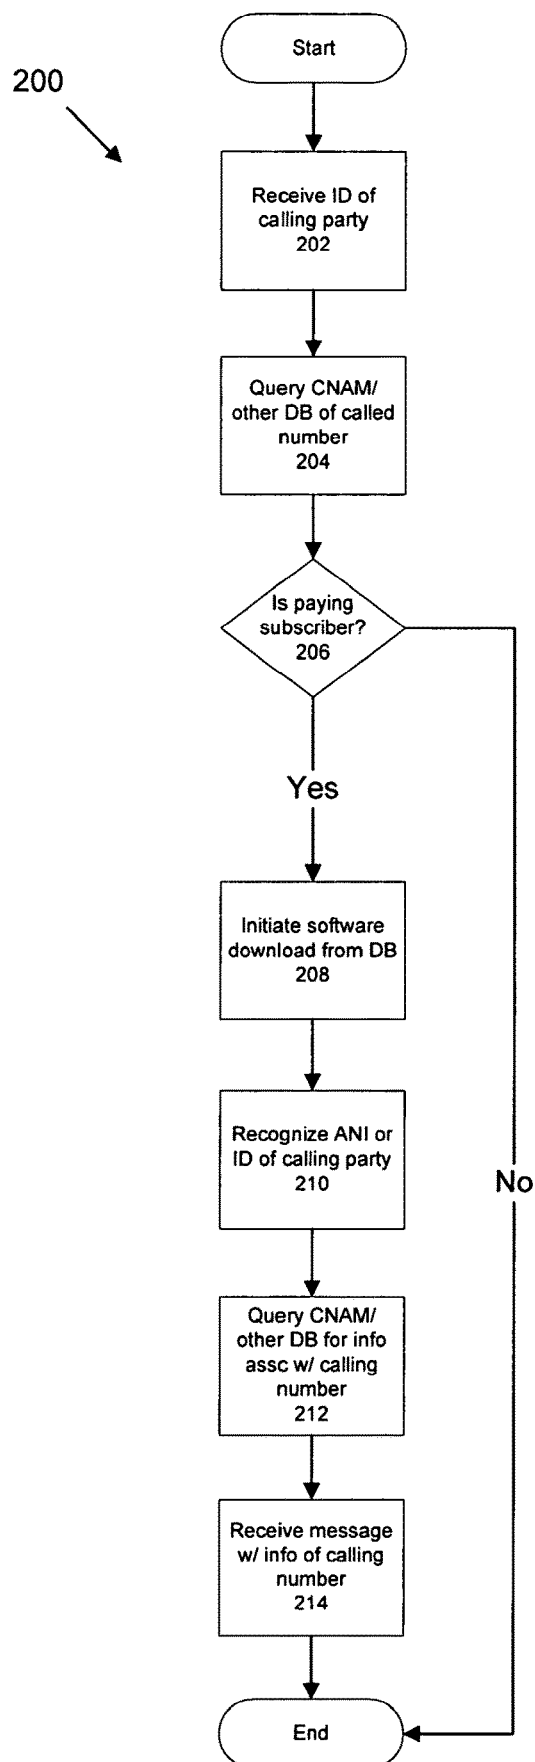 Start
200
Receive ID of
calling party
202
Query CNAM/
other DB of called
number
204
Is paying
subscriber?
206
Yes
Initiate software
download from DB
208
Recognize ANI or
ID of calling party
210
No
Query CNAM/
other DB for info
assc w/ calling
number
212
Receive message
w/ info of calling
number
214
End